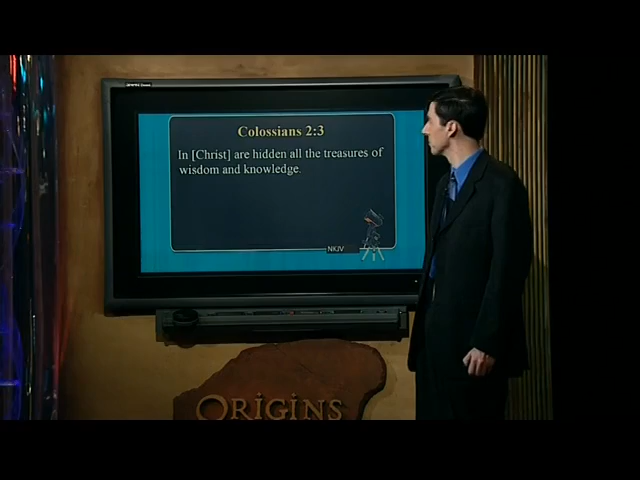 Colossians 2:3
In [Christ] are hidden all the treasures of
wisdom and knowledge.
NKJV
ORIGINS